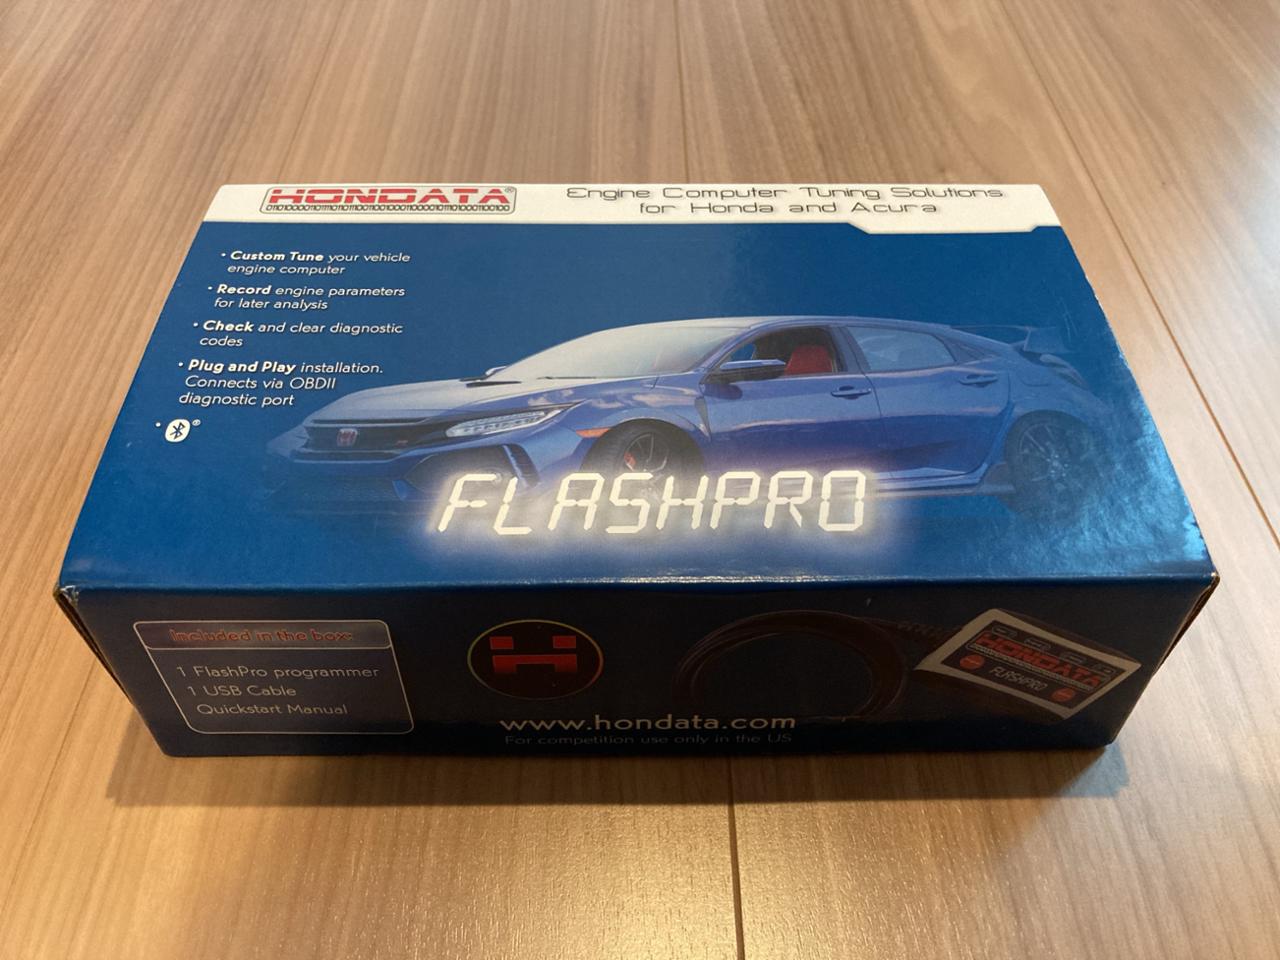 HONDATA®
Engine Computer Tuning Solutions
for Honda and Acura
• Custom Tune your vehicle
engine computer
• Record engine parameters
for later analysis
• Check and clear diagnostic
codes
• Plug and Play installation.
Connects via OBDII
diagnostic port
FLASHPRO
Included in the box:
1 FlashPro programmer
1 USB Cable
Quickstart Manual
www.hondata.com
For competition use only in the US
HONDATA
FLASHPRO